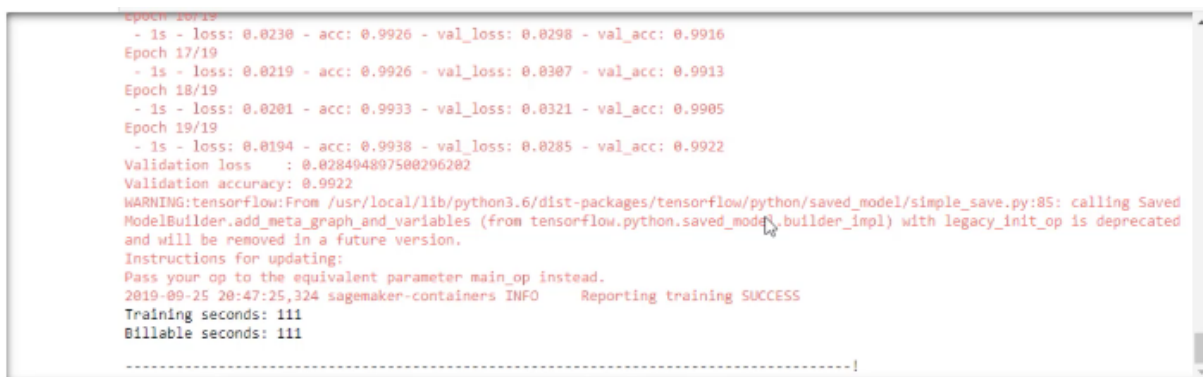 Epoch 16/19
 - 1s - loss: 0.0230 - acc: 0.9926 - val_loss: 0.0298 - val_acc: 0.9916
Epoch 17/19
 - 1s - loss: 0.0219 - acc: 0.9926 - val_loss: 0.0307 - val_acc: 0.9913
Epoch 18/19
 - 1s - loss: 0.0201 - acc: 0.9933 - val_loss: 0.0321 - val_acc: 0.9905
Epoch 19/19
 - 1s - loss: 0.0194 - acc: 0.9938 - val_loss: 0.0285 - val_acc: 0.9922
Validation loss    : 0.028494897500296202
Validation accuracy: 0.9922
WARNING:tensorflow:From /usr/local/lib/python3.6/dist-packages/tensorflow/python/saved_model/simple_save.py:85: calling Saved
ModelBuilder.add_meta_graph_and_variables (from tensorflow.python.saved_model.builder_impl) with legacy_init_op is deprecated
and will be removed in a future version.
Instructions for updating:
Pass your op to the equivalent parameter main_op instead.
2019-09-25 20:47:25,324 sagemaker-containers INFO     Reporting training SUCCESS
Training seconds: 111
Billable seconds: 111
---------------------------------------------------------------------------------------!